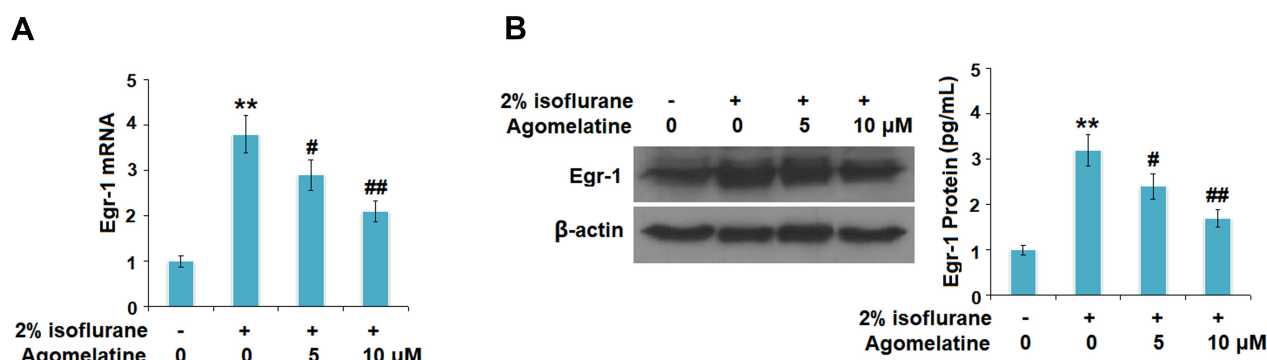 A
Egr-1 mRNA
5
4
3
2
1
0
**
#
##
2% isoflurane - + + +
Agomelatine 0 0 5 10 μM
B
2% isoflurane - + + +
Agomelatine 0 0 5 10 μM
Egr-1
β-actin
Egr-1 Protein (pg/mL)
5
4
3
2
1
0
**
#
##
2% isoflurane - + + +
Agomelatine 0 0 5 10 μM